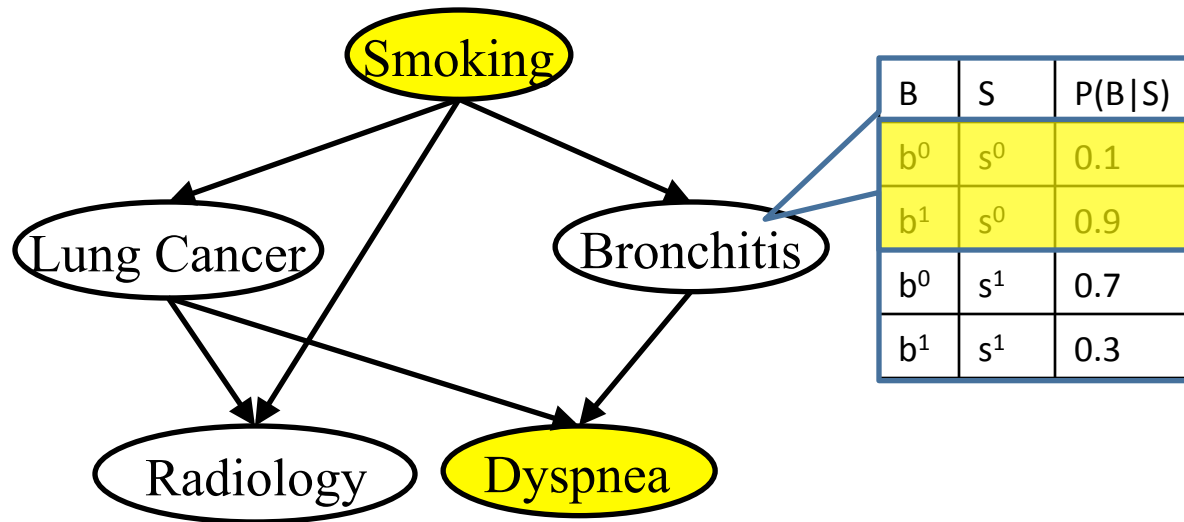 Smoking
B S P(B|S)
b⁰ s⁰ 0.1
b¹ s⁰ 0.9
b⁰ s¹ 0.7
b¹ s¹ 0.3
Lung Cancer
Bronchitis
Radiology
Dyspnea